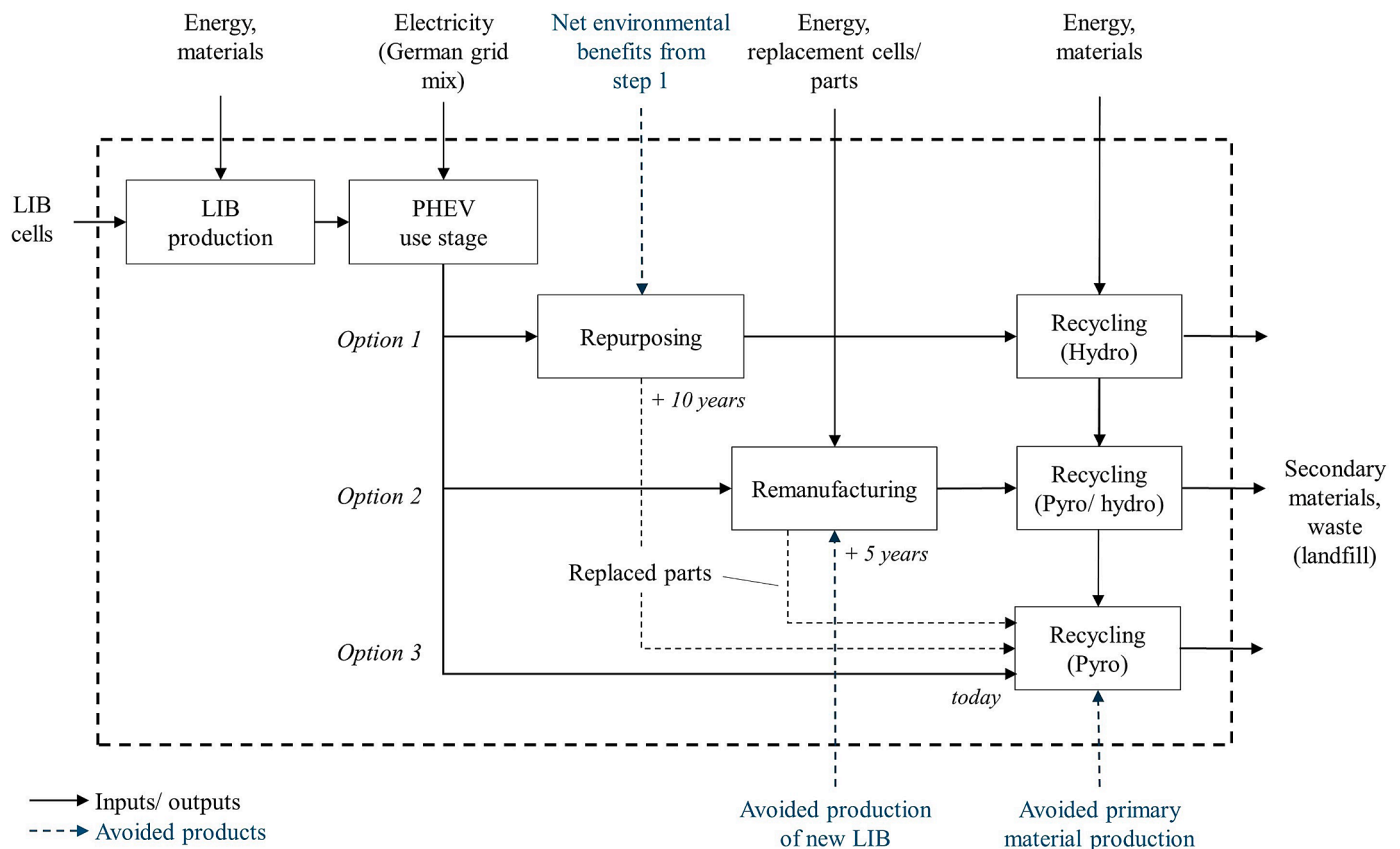 Energy,
materials
Electricity
(German grid
mix)
Net environmental
benefits from
step 1
Energy,
replacement cells/
parts
Energy,
materials
LIB
cells
LIB
production
PHEV
use stage
Option 1
Repurposing
Recycling
(Hydro)
+ 10 years
Option 2
Remanufacturing
Recycling
(Pyro/ hydro)
Secondary
materials,
waste
(landfill)
+ 5 years
Replaced parts
Option 3
Recycling
(Pyro)
today
Inputs/ outputs
Avoided products
Avoided production
of new LIB
Avoided primary
material production